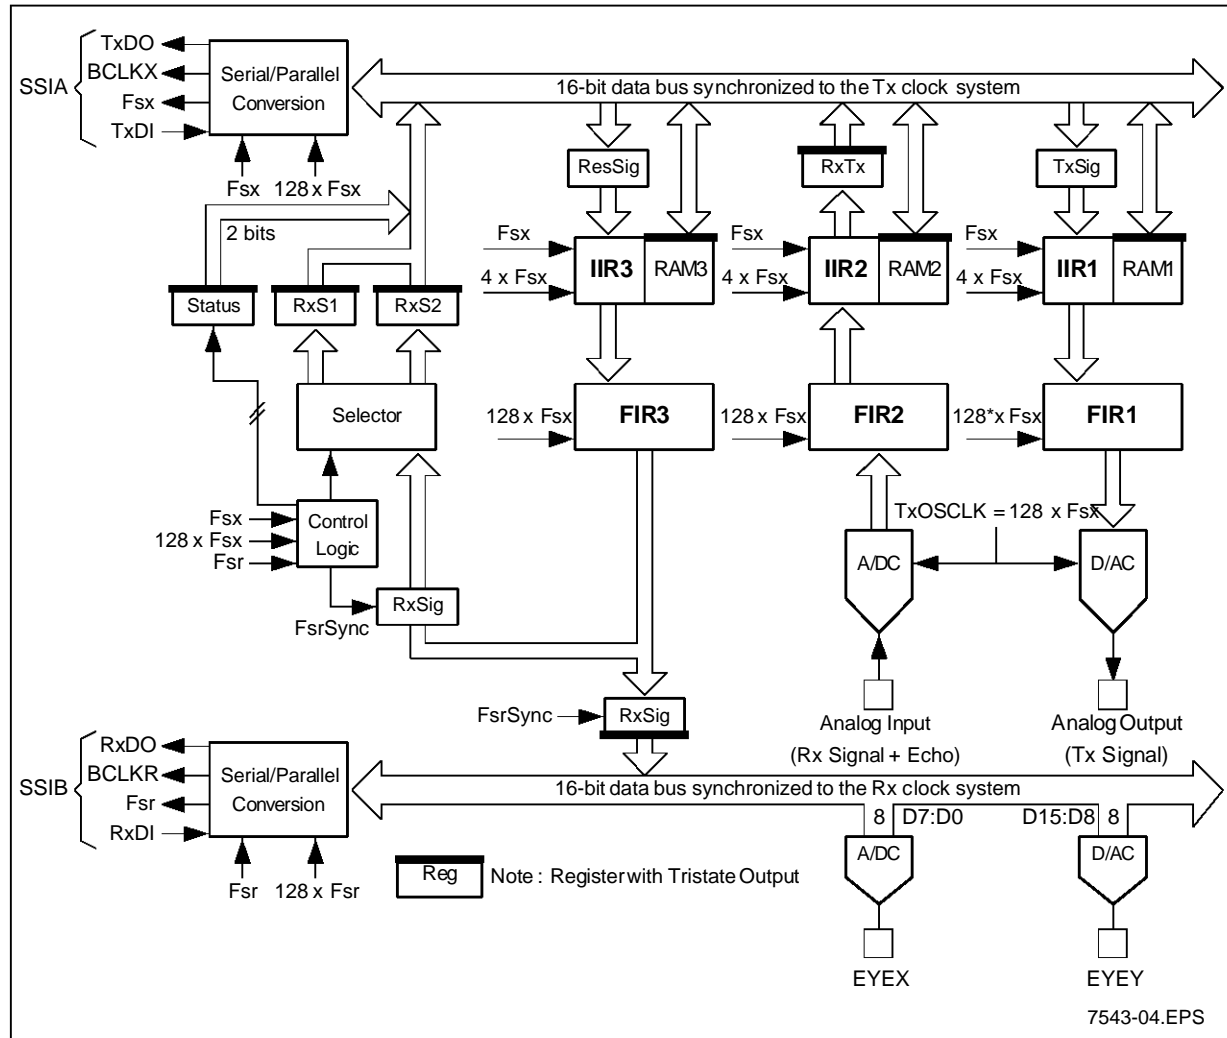 TxDO
BCLKX
SSIA
Fsx
TxDI
Serial/Parallel
Conversion
16-bit data bus synchronized to the Tx clock system
Fsx
128 x Fsx
2 bits
ResSig
RxTx
TxSig
Fsx
4 x Fsx
IIR3
RAM3
Fsx
4 x Fsx
IIR2
RAM2
Fsx
4 x Fsx
IIR1
RAM1
Status
RxS1
RxS2
Selector
128 x Fsx
FIR3
128 x Fsx
FIR2
128*x Fsx
FIR1
Fsx
128 x Fsx
Fsr
Control
Logic
TxOSCLK = 128 x Fsx
A/DC
D/AC
FsrSync
RxSig
FsrSync
RxSig
Analog Input
(Rx Signal + Echo)
Analog Output
(Tx Signal)
RxDO
BCLKR
SSIB
Fsr
RxDI
Serial/Parallel
Conversion
16-bit data bus synchronized to the Rx clock system
8
D7:D0
D15:D8
8
A/DC
D/AC
Fsr
128 x Fsr
Reg
Note : Register with Tristate Output
EYEX
EYEY
7543-04.EPS